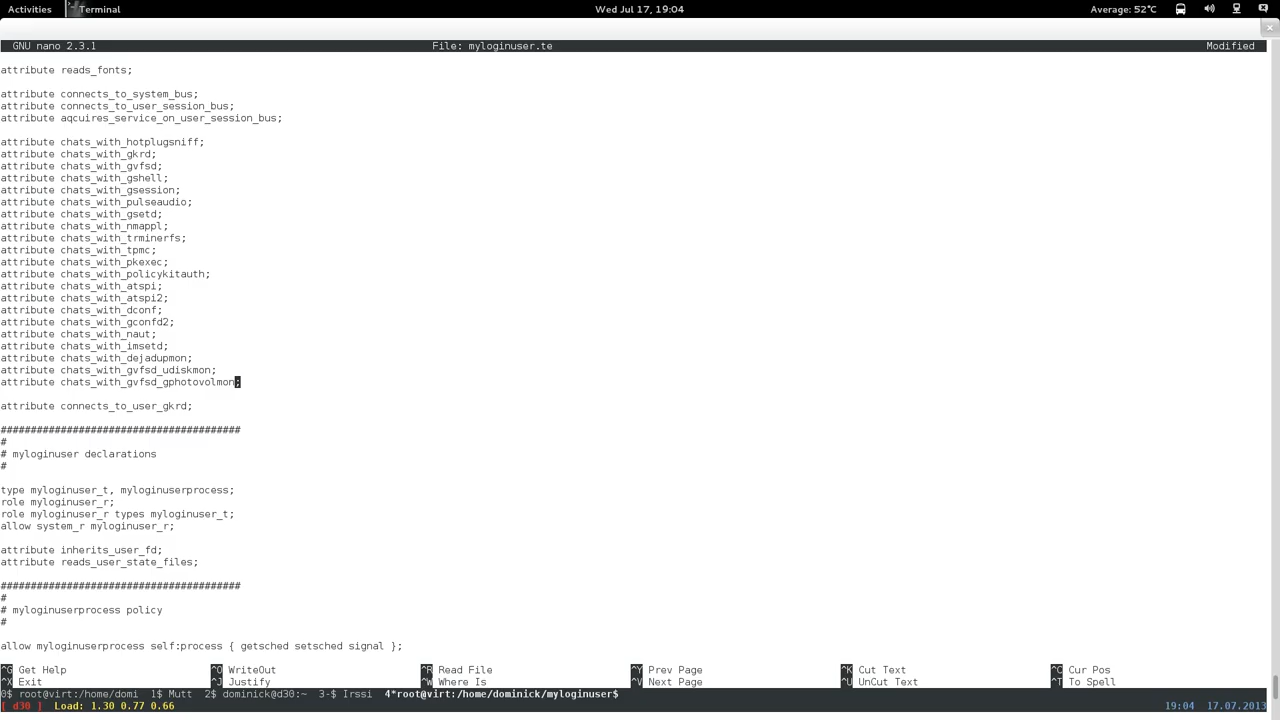 Activities Terminal Wed Jul 17, 19:04 Average: 52°C
GNU nano 2.3.1 File: myloginuser.te Modified
attribute reads_fonts;
attribute connects_to_system_bus;
attribute connects_to_user_session_bus;
attribute aqcuires_service_on_user_session_bus;
attribute chats_with_hotplugsniff;
attribute chats_with_gkrd;
attribute chats_with_gvfsd;
attribute chats_with_gshell;
attribute chats_with_gsession;
attribute chats_with_pulseaudio;
attribute chats_with_gsetd;
attribute chats_with_nmappl;
attribute chats_with_trminerfs;
attribute chats_with_tpmc;
attribute chats_with_pkexec;
attribute chats_with_policykitauth;
attribute chats_with_atspi;
attribute chats_with_atspi2;
attribute chats_with_dconf;
attribute chats_with_gconfd2;
attribute chats_with_naut;
attribute chats_with_imsetd;
attribute chats_with_dejadupmon;
attribute chats_with_gvfsd_udiskmon;
attribute chats_with_gvfsd_gphotovolmon;
attribute connects_to_user_gkrd;
########################################
#
# myloginuser declarations
#
type myloginuser_t, myloginuserprocess;
role myloginuser_r;
role myloginuser_r types myloginuser_t;
allow system_r myloginuser_r;
attribute inherits_user_fd;
attribute reads_user_state_files;
########################################
#
# myloginuserprocess policy
#
allow myloginuserprocess self:process { getsched setsched signal };
^G Get Help ^O WriteOut ^R Read File ^Y Prev Page ^K Cut Text ^C Cur Pos
^X Exit ^J Justify ^W Where Is ^V Next Page ^U UnCut Text ^T To Spell
0$ root@virt:/home/domi 1$ Mutt 2$ dominick@d30:~ 3-$ Irssi 4*root@virt:/home/dominick/myloginuser$
[ d30 ] Load: 1.30 0.77 0.66 19:04 17.07.2013